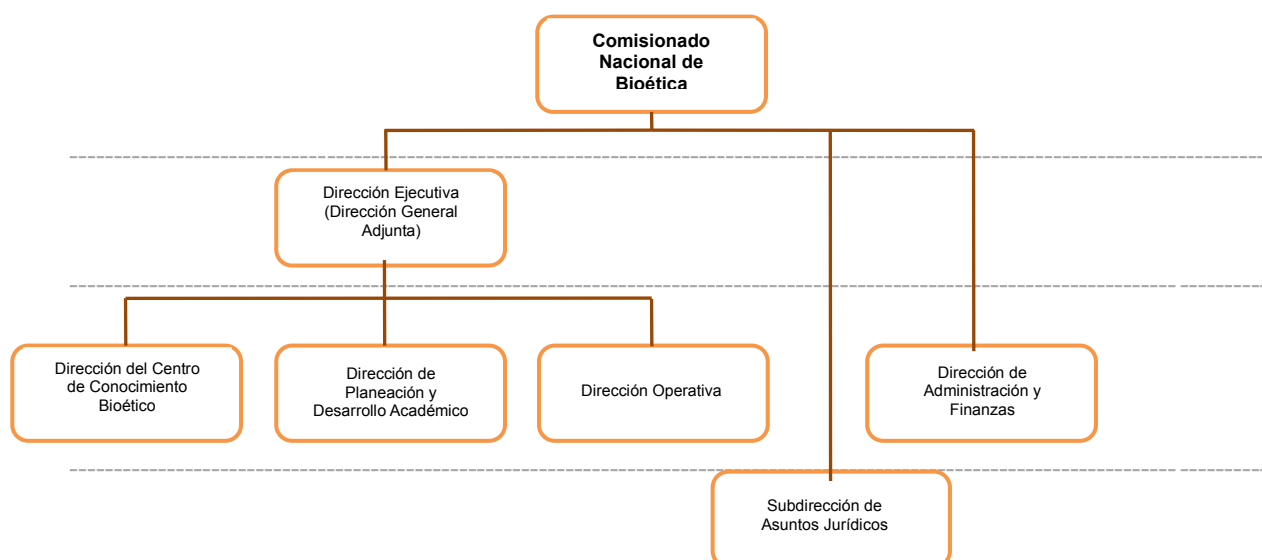 Comisionado
Nacional de
Bioética
Dirección Ejecutiva
(Dirección General
Adjunta)
Dirección del Centro
de Conocimiento
Bioético
Dirección de
Planeación y
Desarrollo Académico
Dirección Operativa
Dirección de
Administración y
Finanzas
Subdirección de
Asuntos Jurídicos